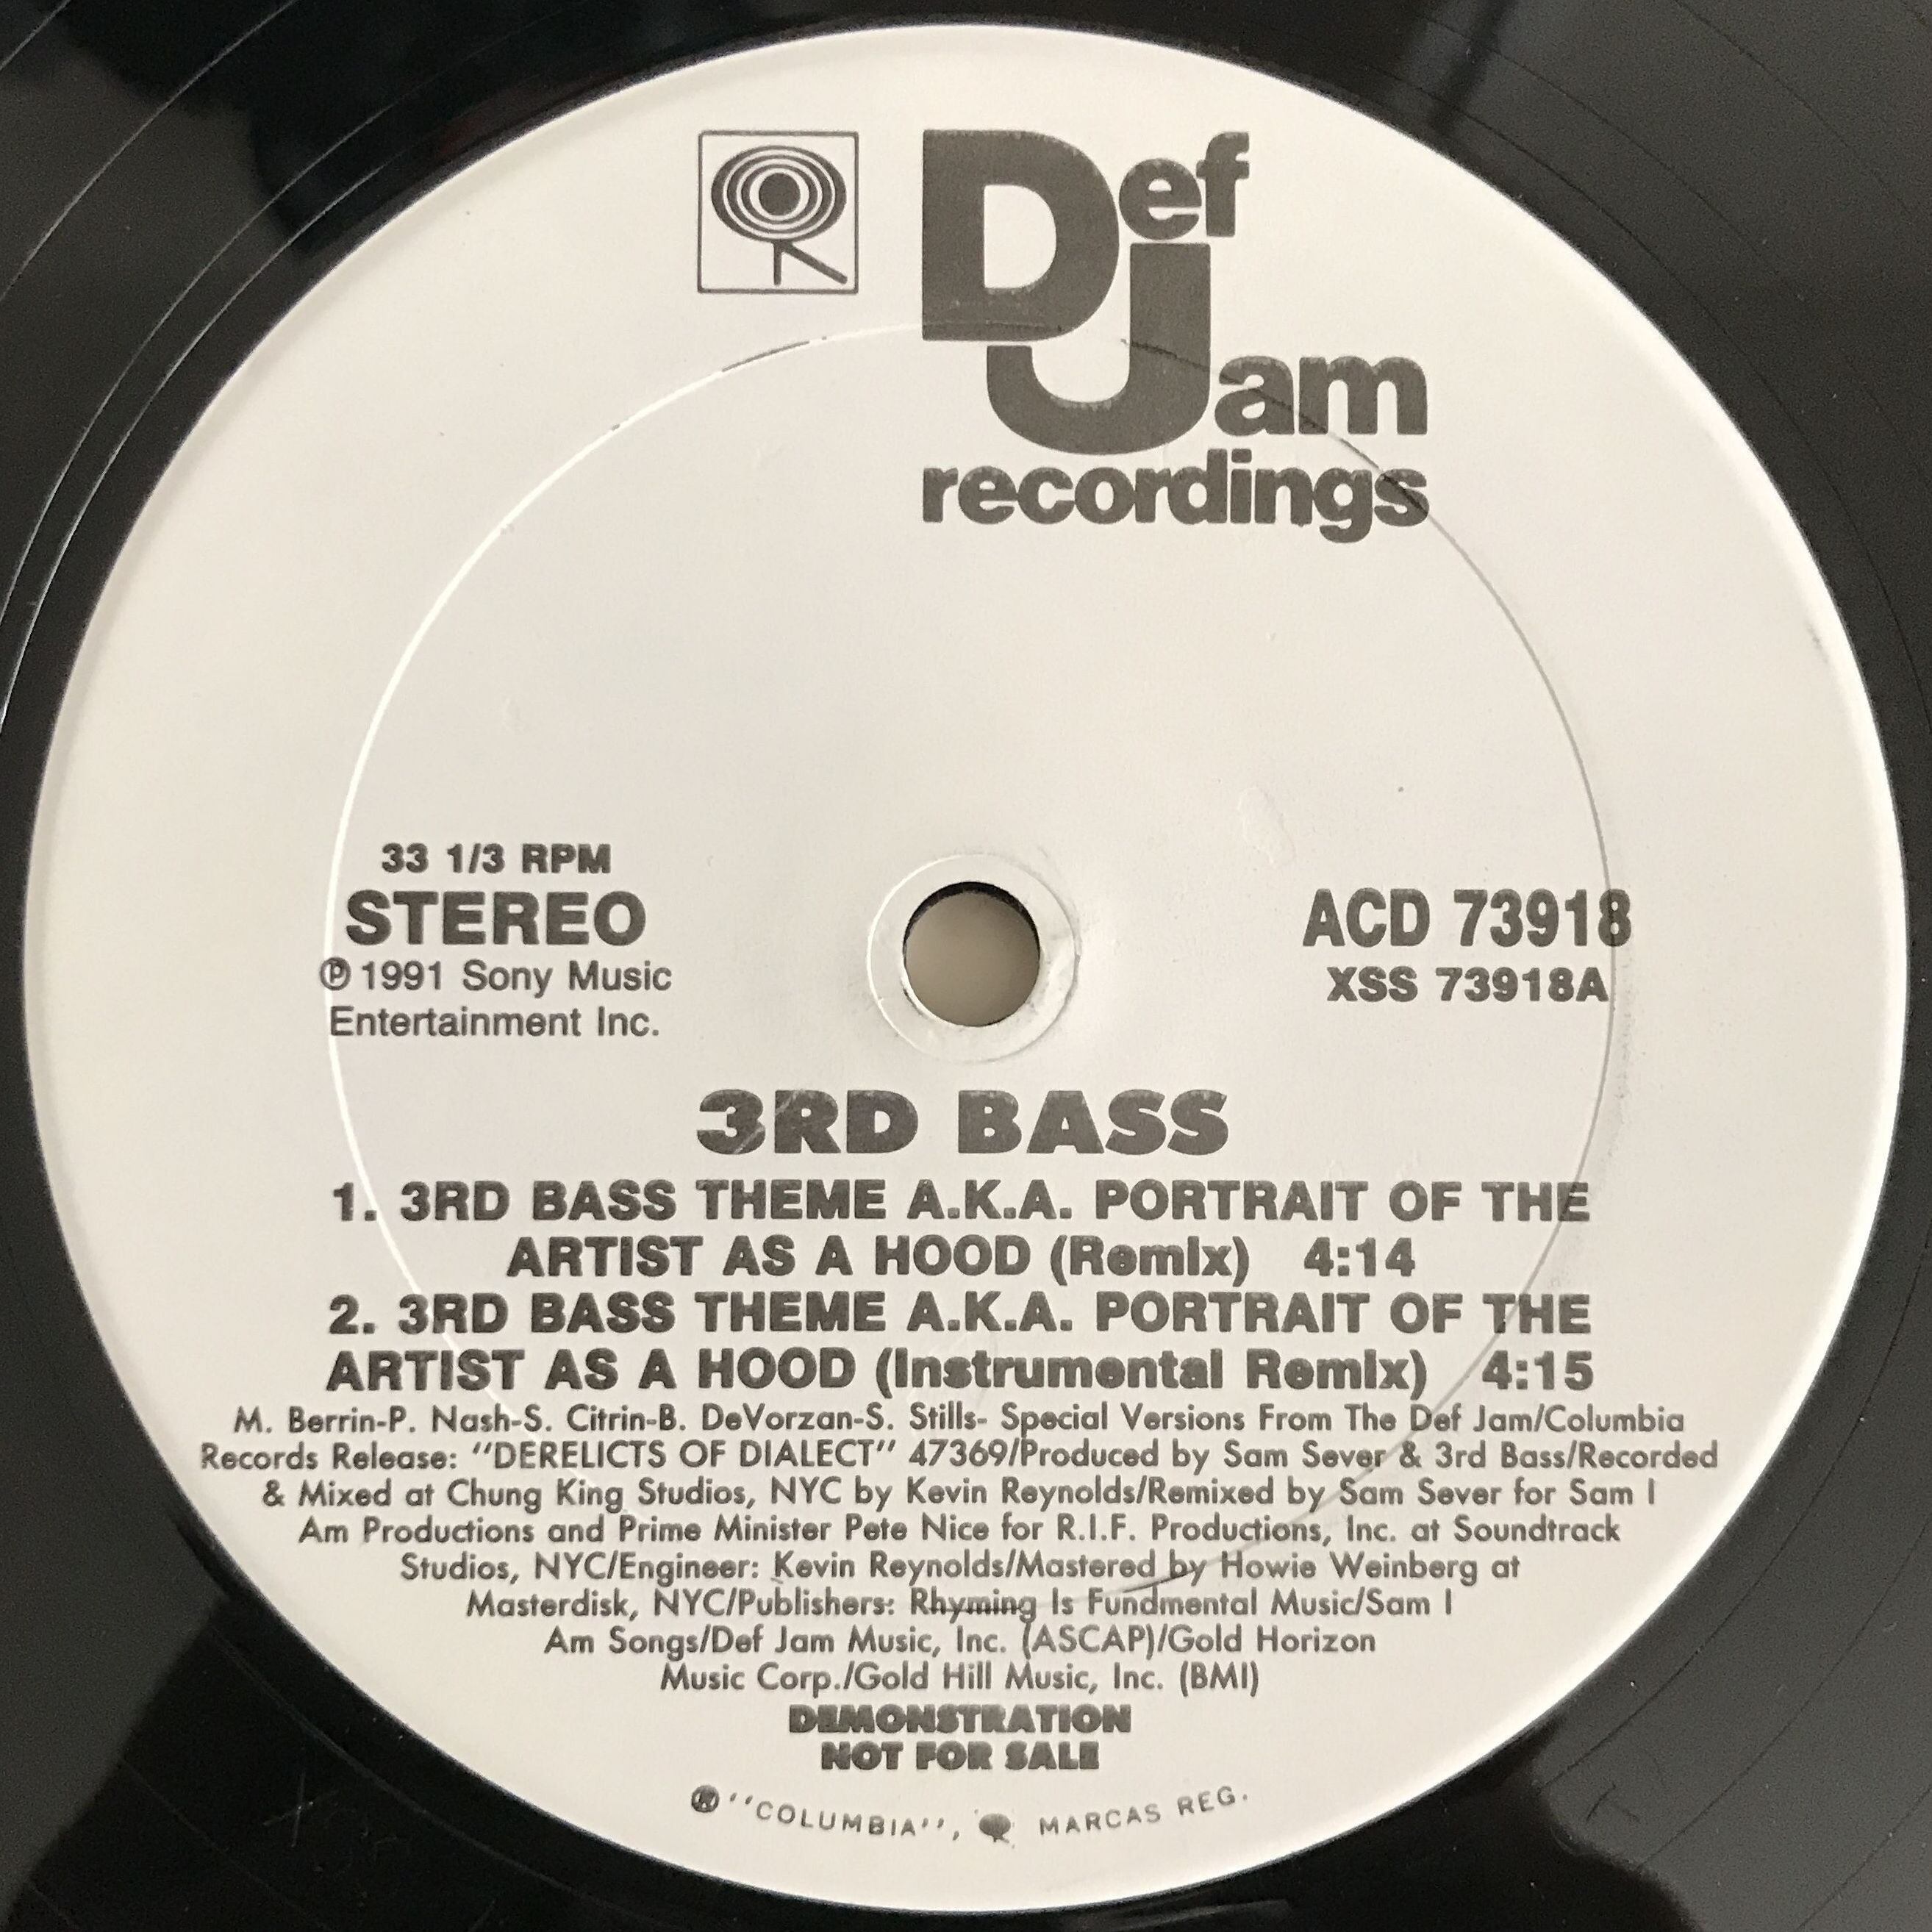 Def
Jam
recordings
33 1/3 RPM
STEREO
℗ 1991 Sony Music
Entertainment Inc.
ACD 73918
XSS 73918A
3RD BASS
1. 3RD BASS THEME A.K.A. PORTRAIT OF THE
ARTIST AS A HOOD (Remix) 4:14
2. 3RD BASS THEME A.K.A. PORTRAIT OF THE
ARTIST AS A HOOD (Instrumental Remix) 4:15
M. Berrin-P. Nash-S. Citrin-B. DeVorzan-S. Stills- Special Versions From The Def Jam/Columbia
Records Release: "DERELICTS OF DIALECT" 47369/Produced by Sam Sever & 3rd Bass/Recorded
& Mixed at Chung King Studios, NYC by Kevin Reynolds/Remixed by Sam Sever for Sam I
Am Productions and Prime Minister Pete Nice for R.I.F. Productions, Inc. at Soundtrack
Studios, NYC/Engineer: Kevin Reynolds/Mastered by Howie Weinberg at
Masterdisk, NYC/Publishers: Rhyming Is Fundmental Music/Sam I
Am Songs/Def Jam Music, Inc. (ASCAP)/Gold Horizon
Music Corp./Gold Hill Music, Inc. (BMI)
DEMONSTRATION
NOT FOR SALE
® "COLUMBIA", MARCAS REG.